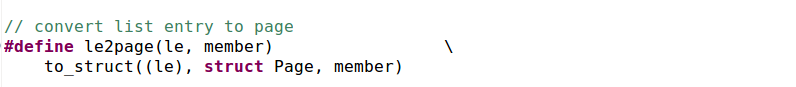 // convert list entry to page
#define le2page(le, member)                 \
    to_struct((le), struct Page, member)